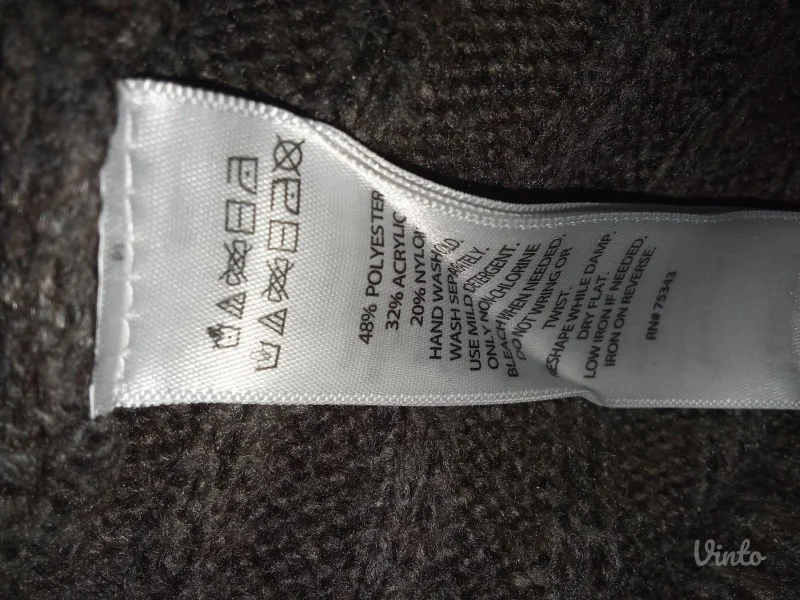 48% POLYESTER
32% ACRYLIC
20% NYLON
HAND WASH COLD.
WASH SEPARATELY.
USE MILD DETERGENT.
ONLY NON-CHLORINE
BLEACH WHEN NEEDED.
DO NOT WRING OR
TWIST.
RESHAPE WHILE DAMP.
DRY FLAT.
LOW IRON IF NEEDED.
IRON ON REVERSE.
RN# 75343
Vinto